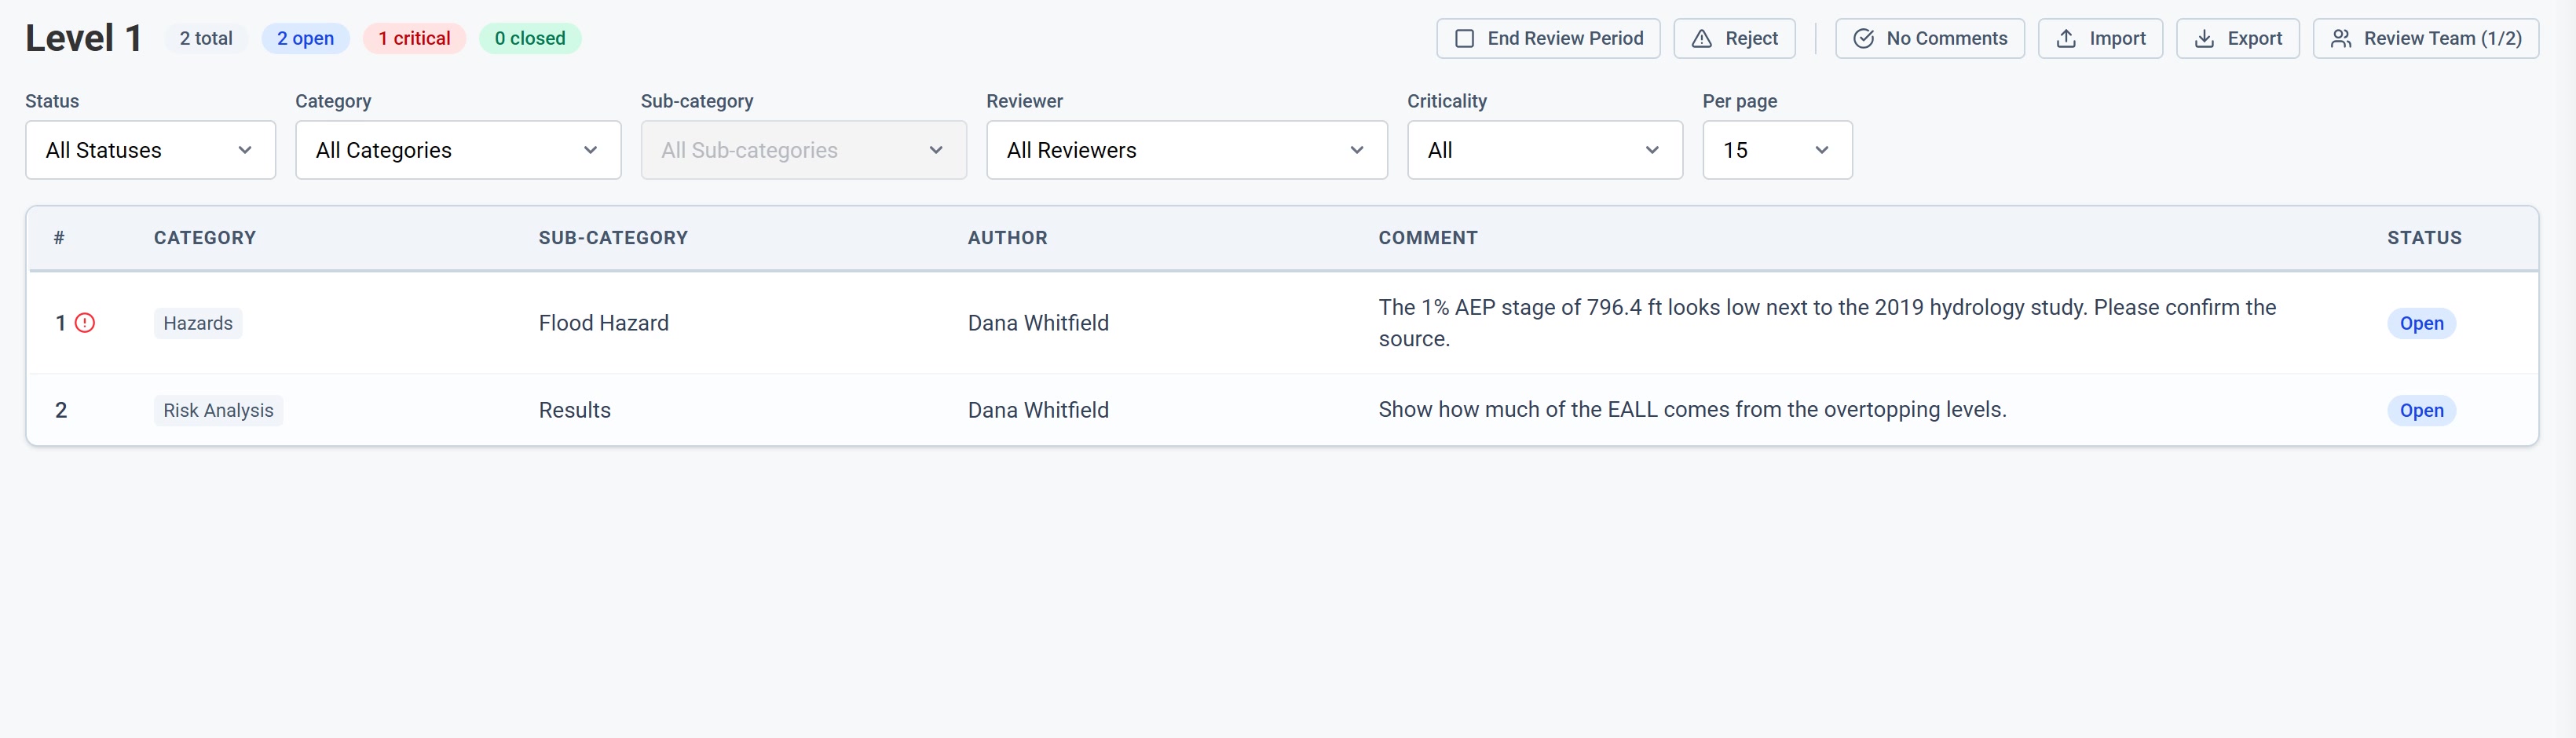 Level 1 2 total 2 open 1 critical 0 closed End Review Period Reject No Comments Import Export Review Team (1/2)
Status Category Sub-category Reviewer Criticality Per page
All Statuses All Categories All Sub-categories All Reviewers All 15
# CATEGORY SUB-CATEGORY AUTHOR COMMENT STATUS
1 Hazards Flood Hazard Dana Whitfield The 1% AEP stage of 796.4 ft looks low next to the 2019 hydrology study. Please confirm the
source. Open
2 Risk Analysis Results Dana Whitfield Show how much of the EALL comes from the overtopping levels. Open